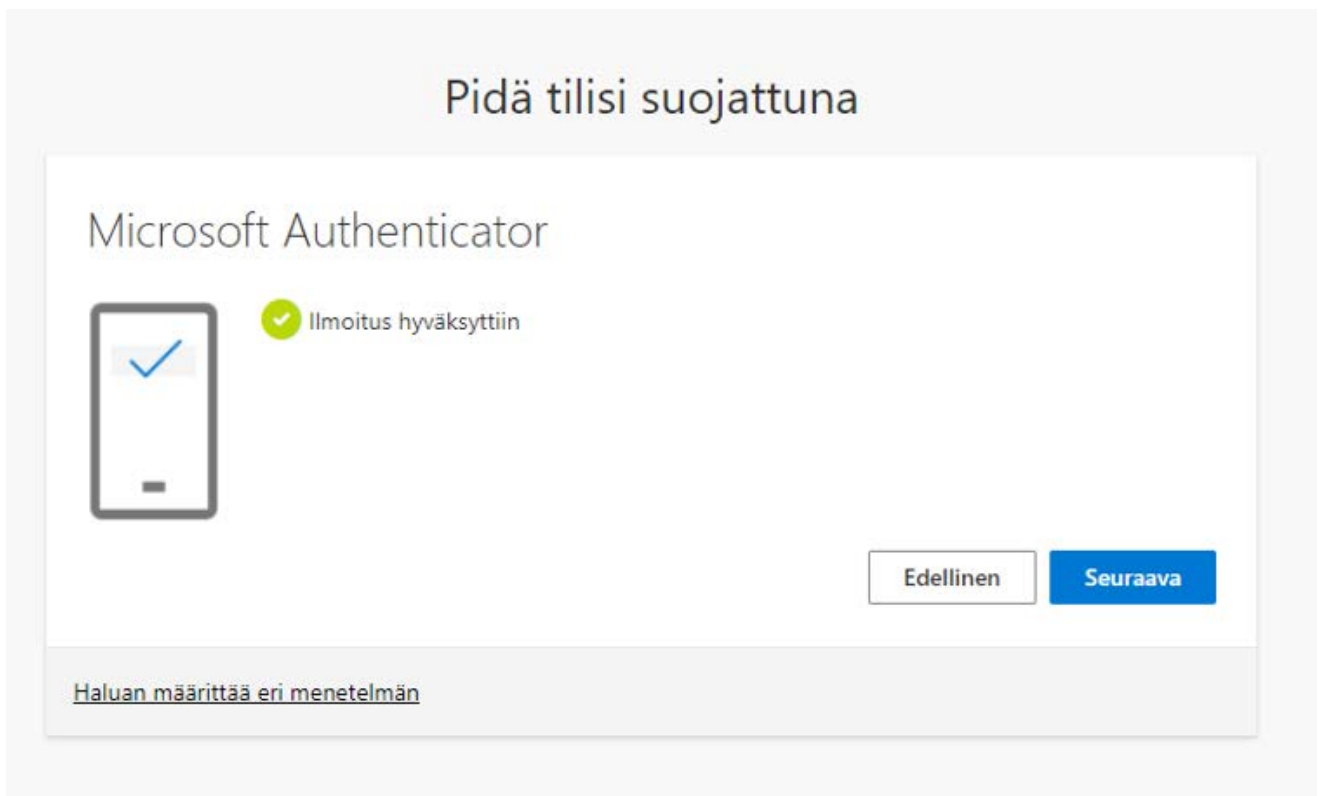 Pidä tilisi suojattuna
Microsoft Authenticator
Ilmoitus hyväksyttiin
Edellinen
Seuraava
Haluan määrittää eri menetelmän